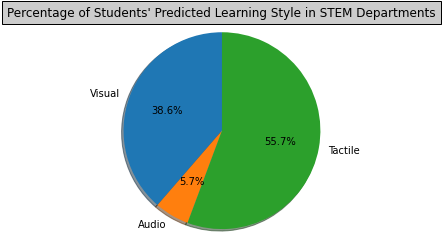 Percentage of Students' Predicted Learning Style in STEM Departments
Visual
38.6%
55.7%
Tactile
5.7%
Audio